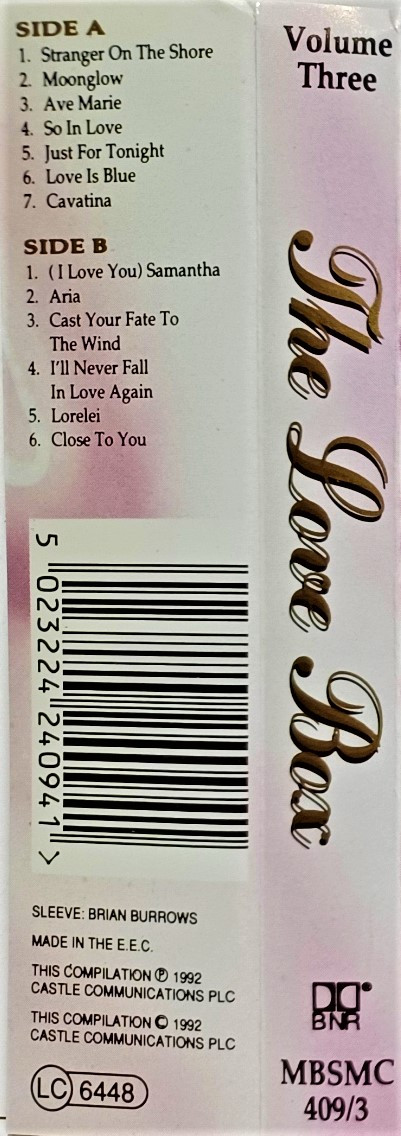 SIDE A
1. Stranger On The Shore
2. Moonglow
3. Ave Marie
4. So In Love
5. Just For Tonight
6. Love Is Blue
7. Cavatina
SIDE B
1. (I Love You) Samantha
2. Aria
3. Cast Your Fate To
The Wind
4. I'll Never Fall
In Love Again
5. Lorelei
6. Close To You
5 023224 240941 >
SLEEVE: BRIAN BURROWS
MADE IN THE E.E.C.
THIS COMPILATION ℗ 1992
CASTLE COMMUNICATIONS PLC
THIS COMPILATION © 1992
CASTLE COMMUNICATIONS PLC
LC 6448
Volume
Three
The Love Box
BNR
MBSMC
409/3